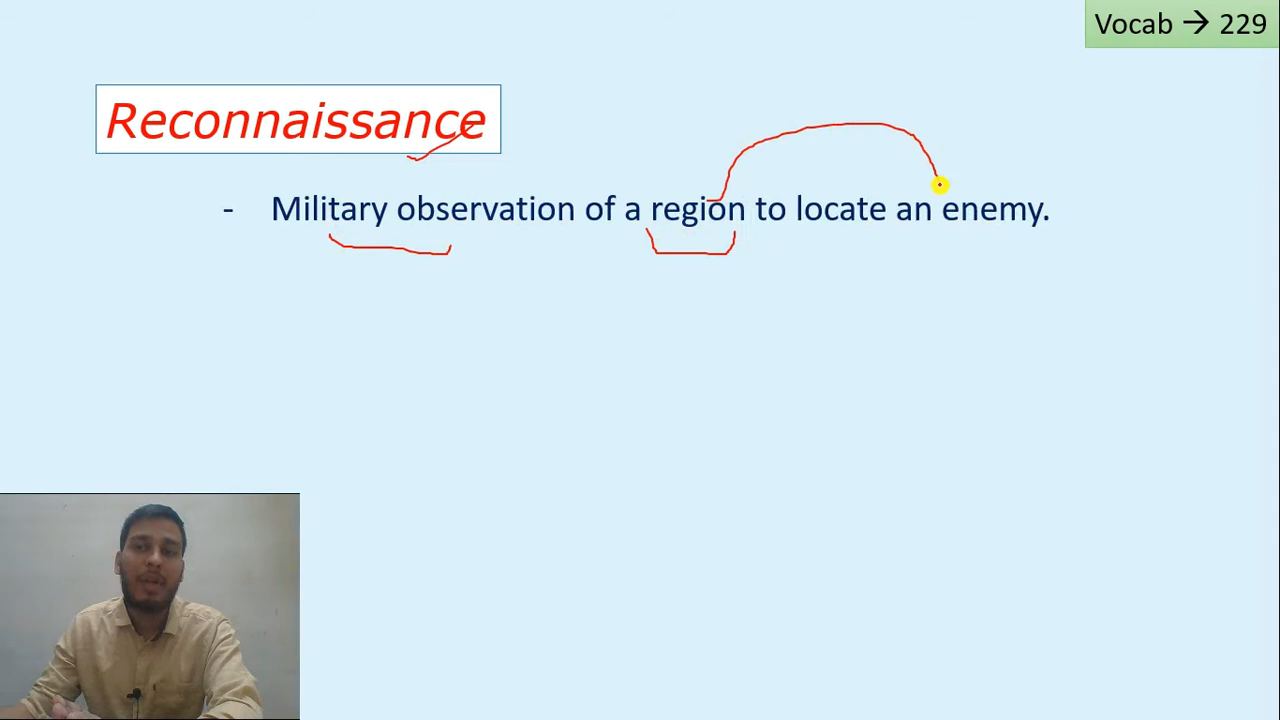 Vocab → 229
Reconnaissance
- Military observation of a region to locate an enemy.